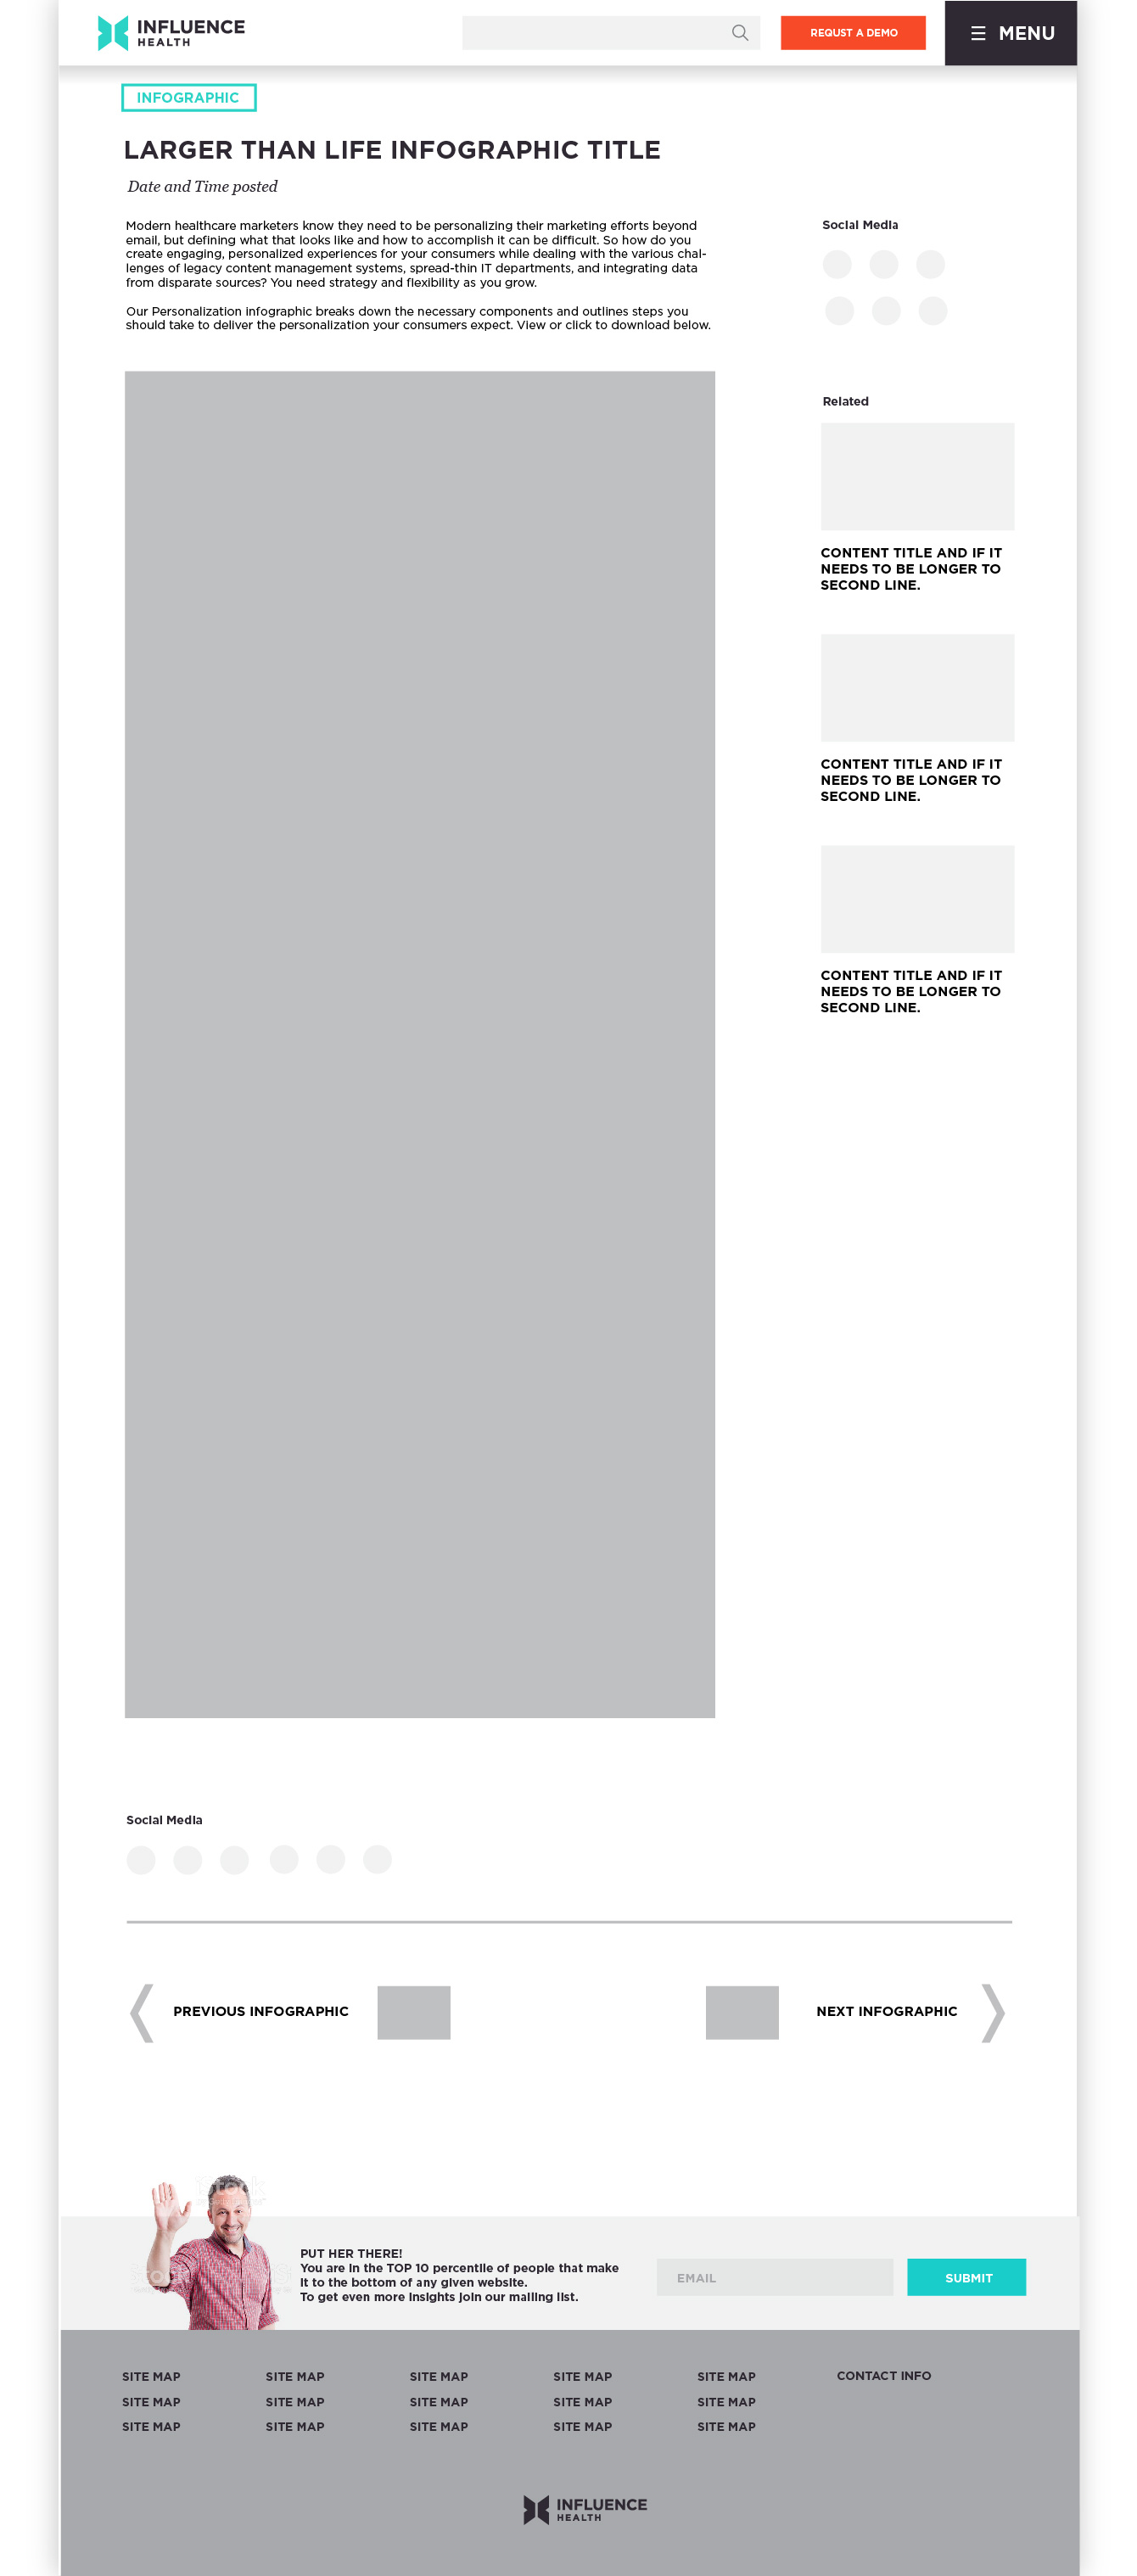 INFLUENCE
HEALTH
REQUST A DEMO
MENU
INFOGRAPHIC
LARGER THAN LIFE INFOGRAPHIC TITLE
Date and Time posted
Modern healthcare marketers know they need to be personalizing their marketing efforts beyond
email, but defining what that looks like and how to accomplish it can be difficult. So how do you
create engaging, personalized experiences for your consumers while dealing with the various chal-
lenges of legacy content management systems, spread-thin IT departments, and integrating data
from disparate sources? You need strategy and flexibility as you grow.
Our Personalization infographic breaks down the necessary components and outlines steps you
should take to deliver the personalization your consumers expect. View or click to download below.
Social Media
Related
CONTENT TITLE AND IF IT
NEEDS TO BE LONGER TO
SECOND LINE.
CONTENT TITLE AND IF IT
NEEDS TO BE LONGER TO
SECOND LINE.
CONTENT TITLE AND IF IT
NEEDS TO BE LONGER TO
SECOND LINE.
Social Media
PREVIOUS INFOGRAPHIC
NEXT INFOGRAPHIC
iStock
PUT HER THERE!
You are in the TOP 10 percentile of people that make
it to the bottom of any given website.
To get even more insights join our mailing list.
EMAIL
SUBMIT
SITE MAP SITE MAP SITE MAP SITE MAP SITE MAP CONTACT INFO
SITE MAP SITE MAP SITE MAP SITE MAP SITE MAP
SITE MAP SITE MAP SITE MAP SITE MAP SITE MAP
INFLUENCE
HEALTH